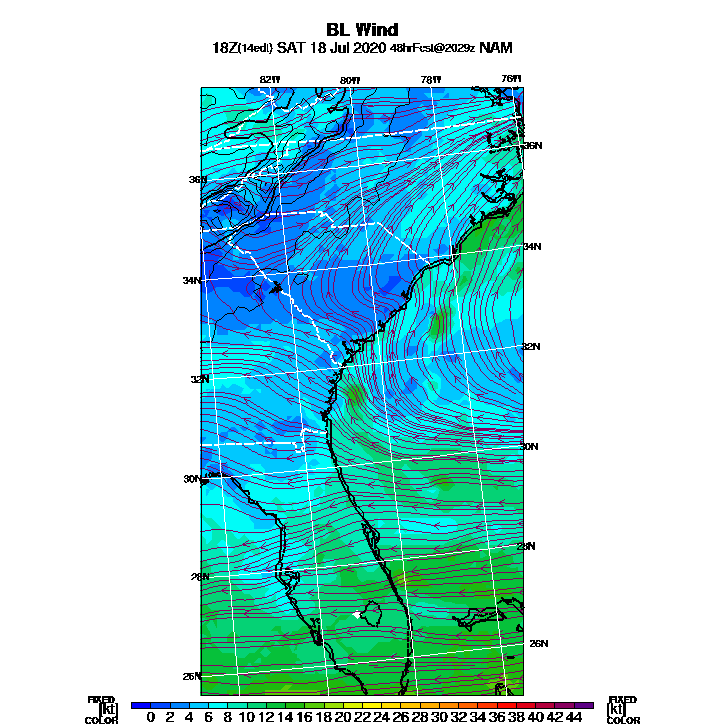 BL Wind
18Z(14edt) SAT 18 Jul 2020 48hrFcst@2029z NAM
82W 80W 78W 76W
36N
36N
34N
34N
32N
32N
30N
30N
28N
28N
26N
26N
FIXED FIXED
[kt] 0 2 4 6 8 10 12 14 16 18 20 22 24 26 28 30 32 34 36 38 40 42 44 [kt]
COLOR COLOR